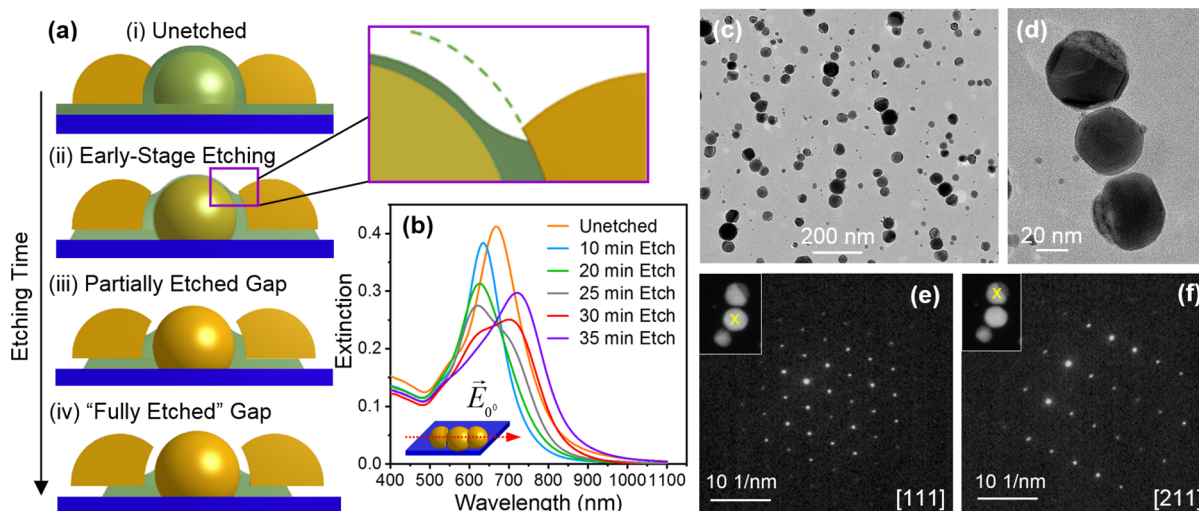 (a)
(i) Unetched
(ii) Early-Stage Etching
(iii) Partially Etched Gap
(iv) “Fully Etched” Gap
Etching Time
(b)
Unetched
10 min Etch
20 min Etch
25 min Etch
30 min Etch
35 min Etch
Extinction
0.4
0.3
0.2
0.1
0.0
E⃗₀⁰
400 500 600 700 800 900 1000 1100
Wavelength (nm)
(c)
200 nm
(d)
20 nm
(e)
X
10 1/nm
[111]
(f)
X
10 1/nm
[211]